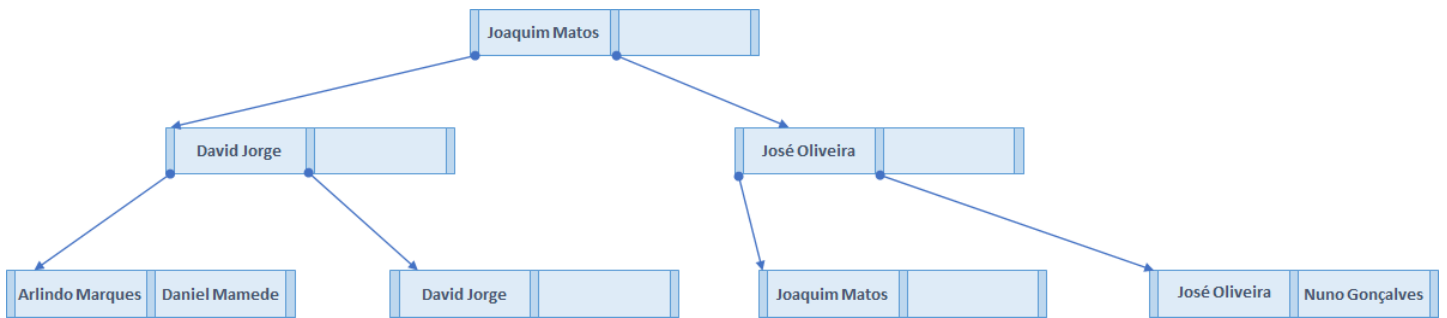 Joaquim Matos
David Jorge
José Oliveira
Arlindo Marques
Daniel Mamede
David Jorge
Joaquim Matos
José Oliveira
Nuno Gonçalves